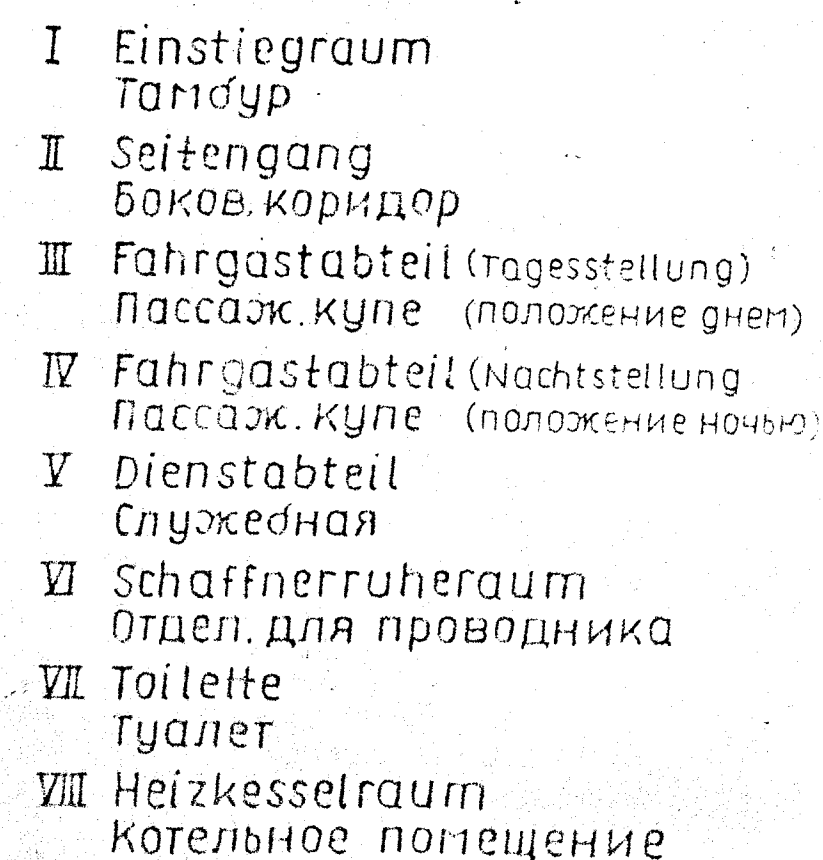 I Einstiegraum
Тамбур
II Seitengang
Боков. коридор
III Fahrgastabteil (Tagesstellung)
Пассаж. купе (положение днем)
IV Fahrgastabteil (Nachtstellung
Пассаж. купе (положение ночью)
V Dienstabteil
Служебная
VI Schaffnerruheraum
Отдел. для проводника
VII Toilette
Туалет
VIII Heizkesselraum
Котельное помещение